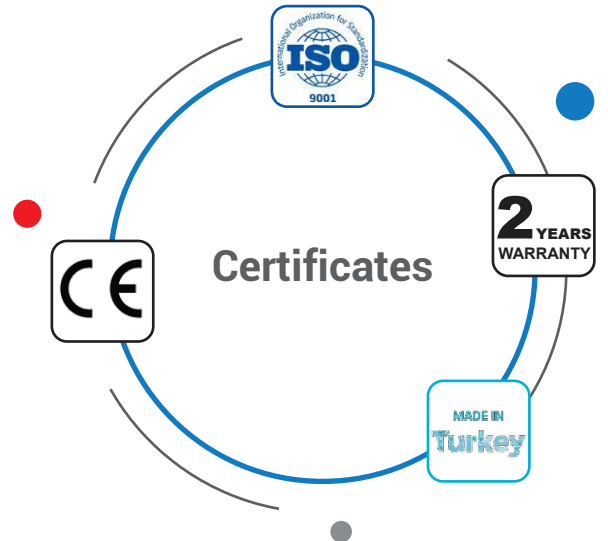 International Organization for Standardization
ISO
9001
2 YEARS
WARRANTY
CE
Certificates
MADE IN
Turkey